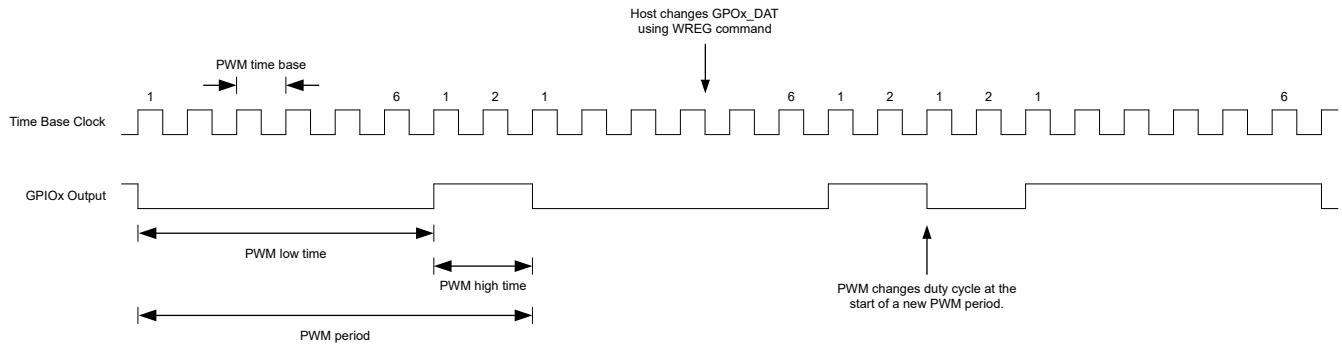 Host changes GPOx_DAT
using WREG command
PWM time base
1 6 1 2 1 6 1 2 1 2 1 6
Time Base Clock
GPIOx Output
PWM low time
PWM high time
PWM changes duty cycle at the
start of a new PWM period.
PWM period